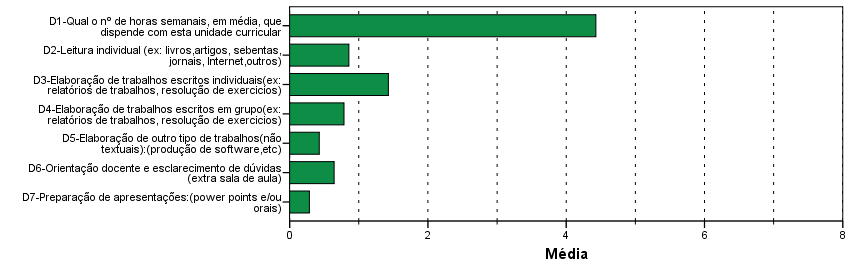 D1-Qual o nº de horas semanais, em média, que
dispende com esta unidade curricular
D2-Leitura individual (ex: livros,artigos, sebentas,
jornais, Internet,outros)
D3-Elaboração de trabalhos escritos individuais(ex:
relatórios de trabalhos, resolução de exercicios)
D4-Elaboração de trabalhos escritos em grupo(ex:
relatórios de trabalhos, resolução de exercicios)
D5-Elaboração de outro tipo de trabalhos(não
textuais):(produção de software,etc)
D6-Orientação docente e esclarecimento de dúvidas
(extra sala de aula)
D7-Preparação de apresentações:(power points e/ou
orais)
0 2 4 6 8
Média